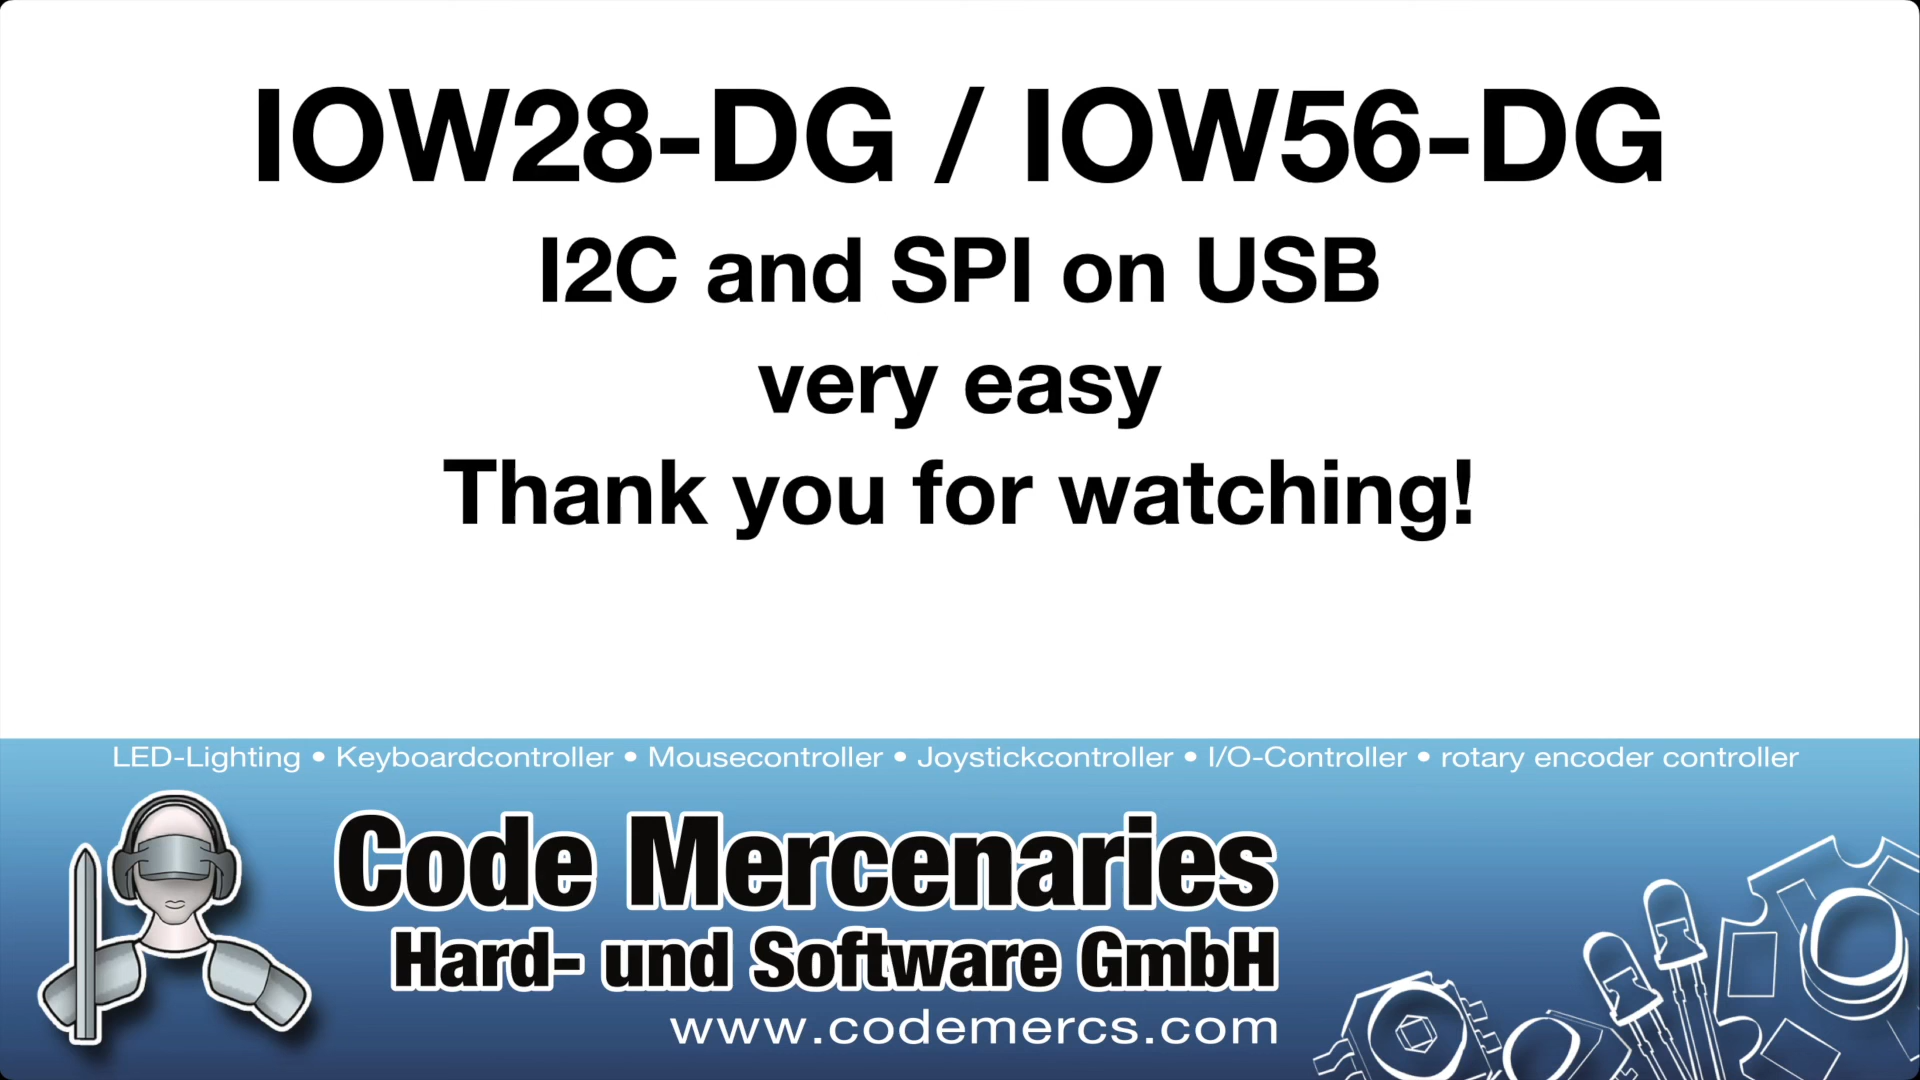 IOW28-DG / IOW56-DG
I2C and SPI on USB
very easy
Thank you for watching!
LED-Lighting • Keyboardcontroller • Mousecontroller • Joystickcontroller • I/O-Controller • rotary encoder controller
Code Mercenaries
Hard- und Software GmbH
www.codemercs.com